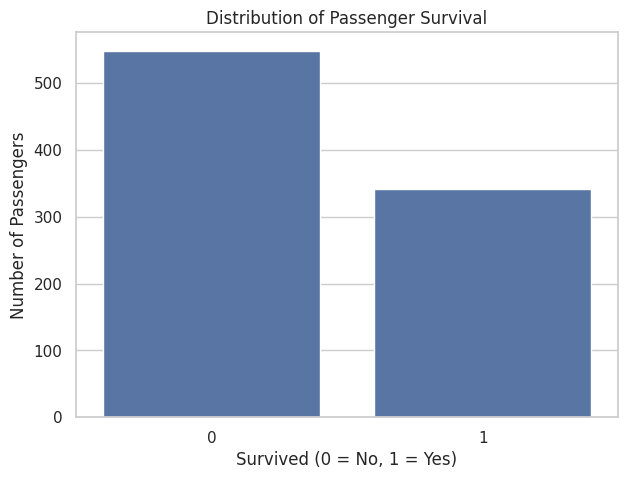 Distribution of Passenger Survival
Number of Passengers
500
400
300
200
100
0
0
1
Survived (0 = No, 1 = Yes)